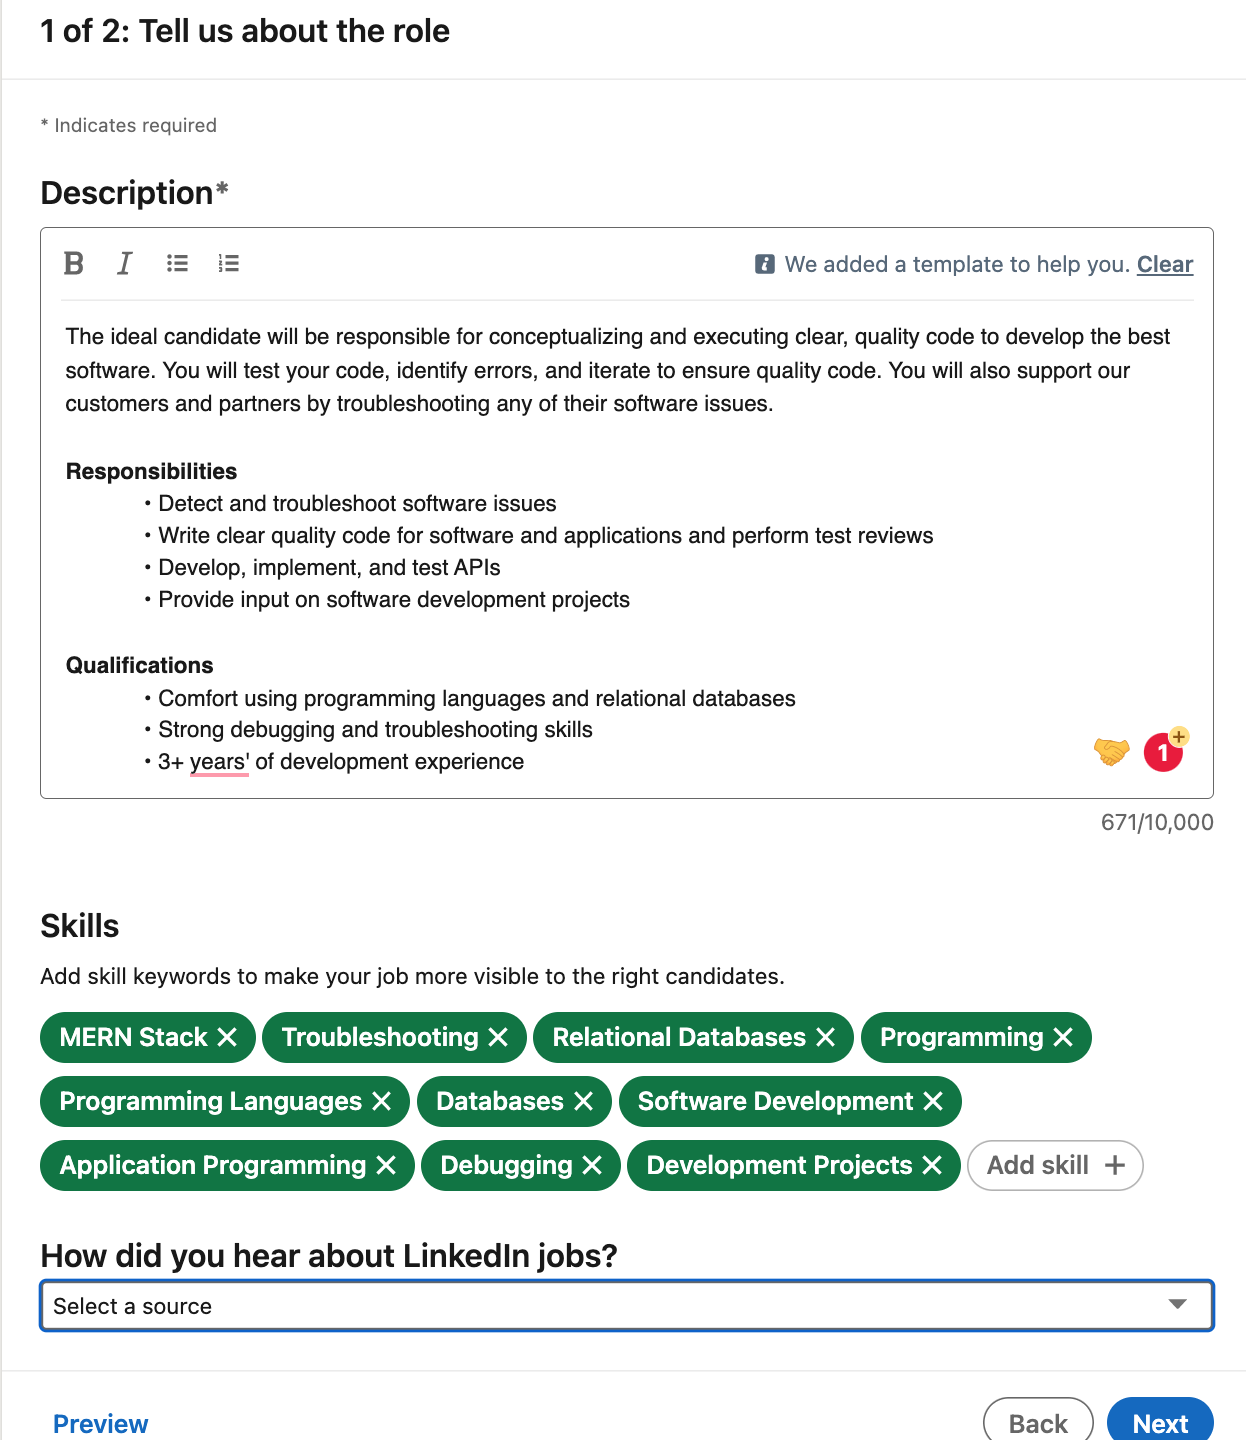 1 of 2: Tell us about the role
* Indicates required
Description*
B I We added a template to help you. Clear
The ideal candidate will be responsible for conceptualizing and executing clear, quality code to develop the best
software. You will test your code, identify errors, and iterate to ensure quality code. You will also support our
customers and partners by troubleshooting any of their software issues.
Responsibilities
• Detect and troubleshoot software issues
• Write clear quality code for software and applications and perform test reviews
• Develop, implement, and test APIs
• Provide input on software development projects
Qualifications
• Comfort using programming languages and relational databases
• Strong debugging and troubleshooting skills
• 3+ years' of development experience
1 +
671/10,000
Skills
Add skill keywords to make your job more visible to the right candidates.
MERN Stack × Troubleshooting × Relational Databases × Programming ×
Programming Languages × Databases × Software Development ×
Application Programming × Debugging × Development Projects × Add skill +
How did you hear about LinkedIn jobs?
Select a source
Preview Back Next